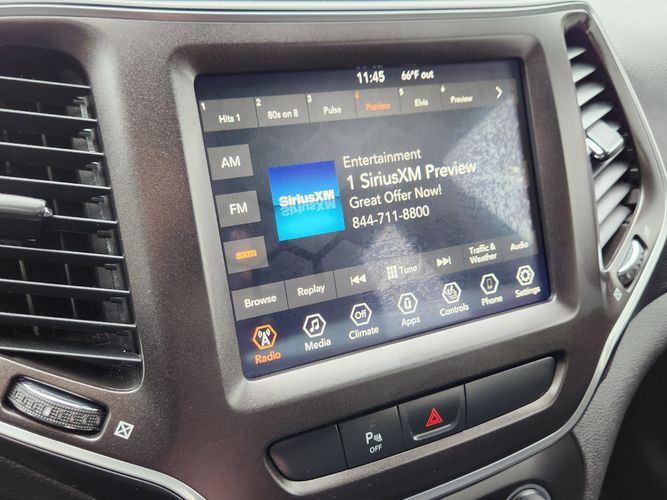 11:45 66°F out
1 Hits 1
2 80s on 8
3 Pulse
4 Preview
5 Elvis
6 Preview
AM
FM
sxm
SiriusXM
Entertainment
1 SiriusXM Preview
Great Offer Now!
844-711-8800
Browse Replay Tune Traffic & Weather Audio
Radio Media Off Climate Apps Controls Phone Settings
P OFF